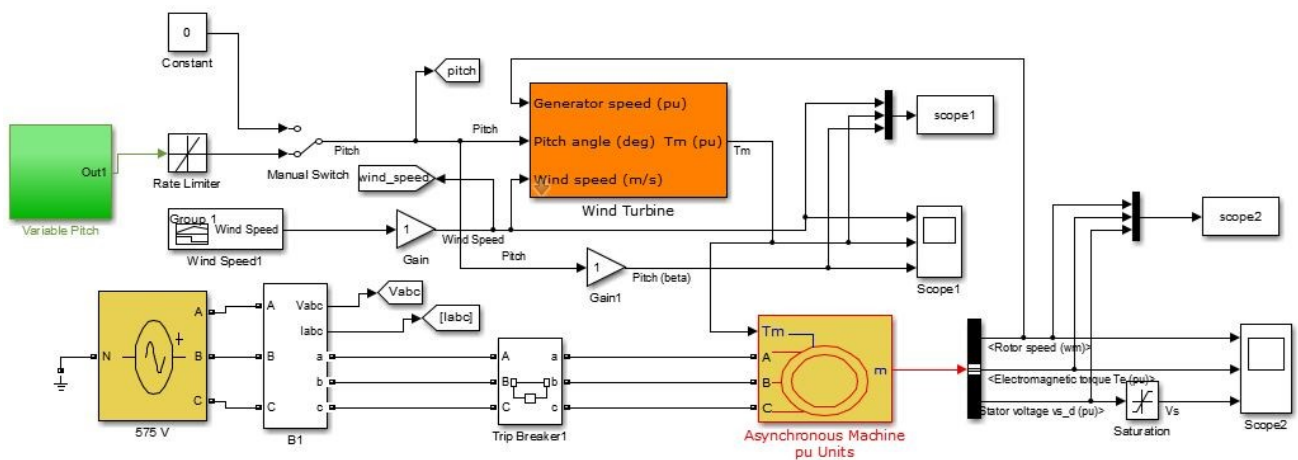 0
Constant
pitch
Generator speed (pu)
scope1
Out1
Pitch
Pitch
Pitch angle (deg) Tm (pu)
Tm
Rate Limiter
Manual Switch
wind_speed
Wind speed (m/s)
Variable Pitch
Wind Turbine
scope2
Group 1
Wind Speed
1
Wind Speed
Wind Speed1
Gain
Pitch
1
Pitch (beta)
Gain1
Scope1
Vabc
[Iabc]
A
A
Vabc
Iabc
Tm
N
B
B
a
A
a
A
<Rotor speed (wm)>
b
B
b
B
m
<Electromagnetic torque Te (pu)>
C
C
c
C
c
C
Stator voltage vs_d (pu)>
Vs
575 V
B1
Trip Breaker1
Asynchronous Machine
pu Units
Saturation
Scope2